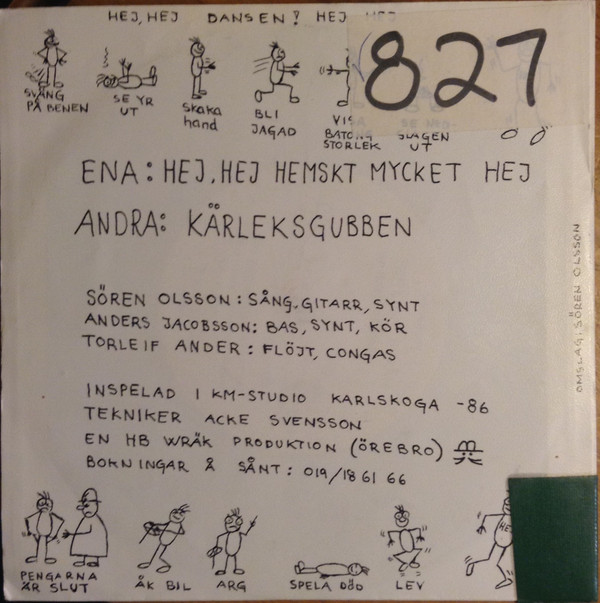 HEJ, HEJ DANSEN! HEJ HEJ
827
SVÄNG
PÅ BENEN
SE YR
UT
Skaka
hand
BLI
JAGAD
STORLEK
SLAGEN
UT
ENA: HEJ, HEJ HEMSKT MYCKET HEJ
ANDRA: KÄRLEKSGUBBEN
SÖREN OLSSON: SÅNG, GITARR, SYNT
ANDERS JACOBSSON: BAS, SYNT, KÖR
TORLEIF ANDER: FLÖJT, CONGAS
INSPELAD I KM-STUDIO KARLSKOGA -86
TEKNIKER ACKE SVENSSON
EN HB WRÄK PRODUKTION (ÖREBRO)
BOKNINGAR Å SÅNT: 019/18 61 66
OMSLAG: SÖREN OLSSON
PENGARNA
ÄR SLUT
ÅK BIL
ARG
SPELA DÖD
LEV